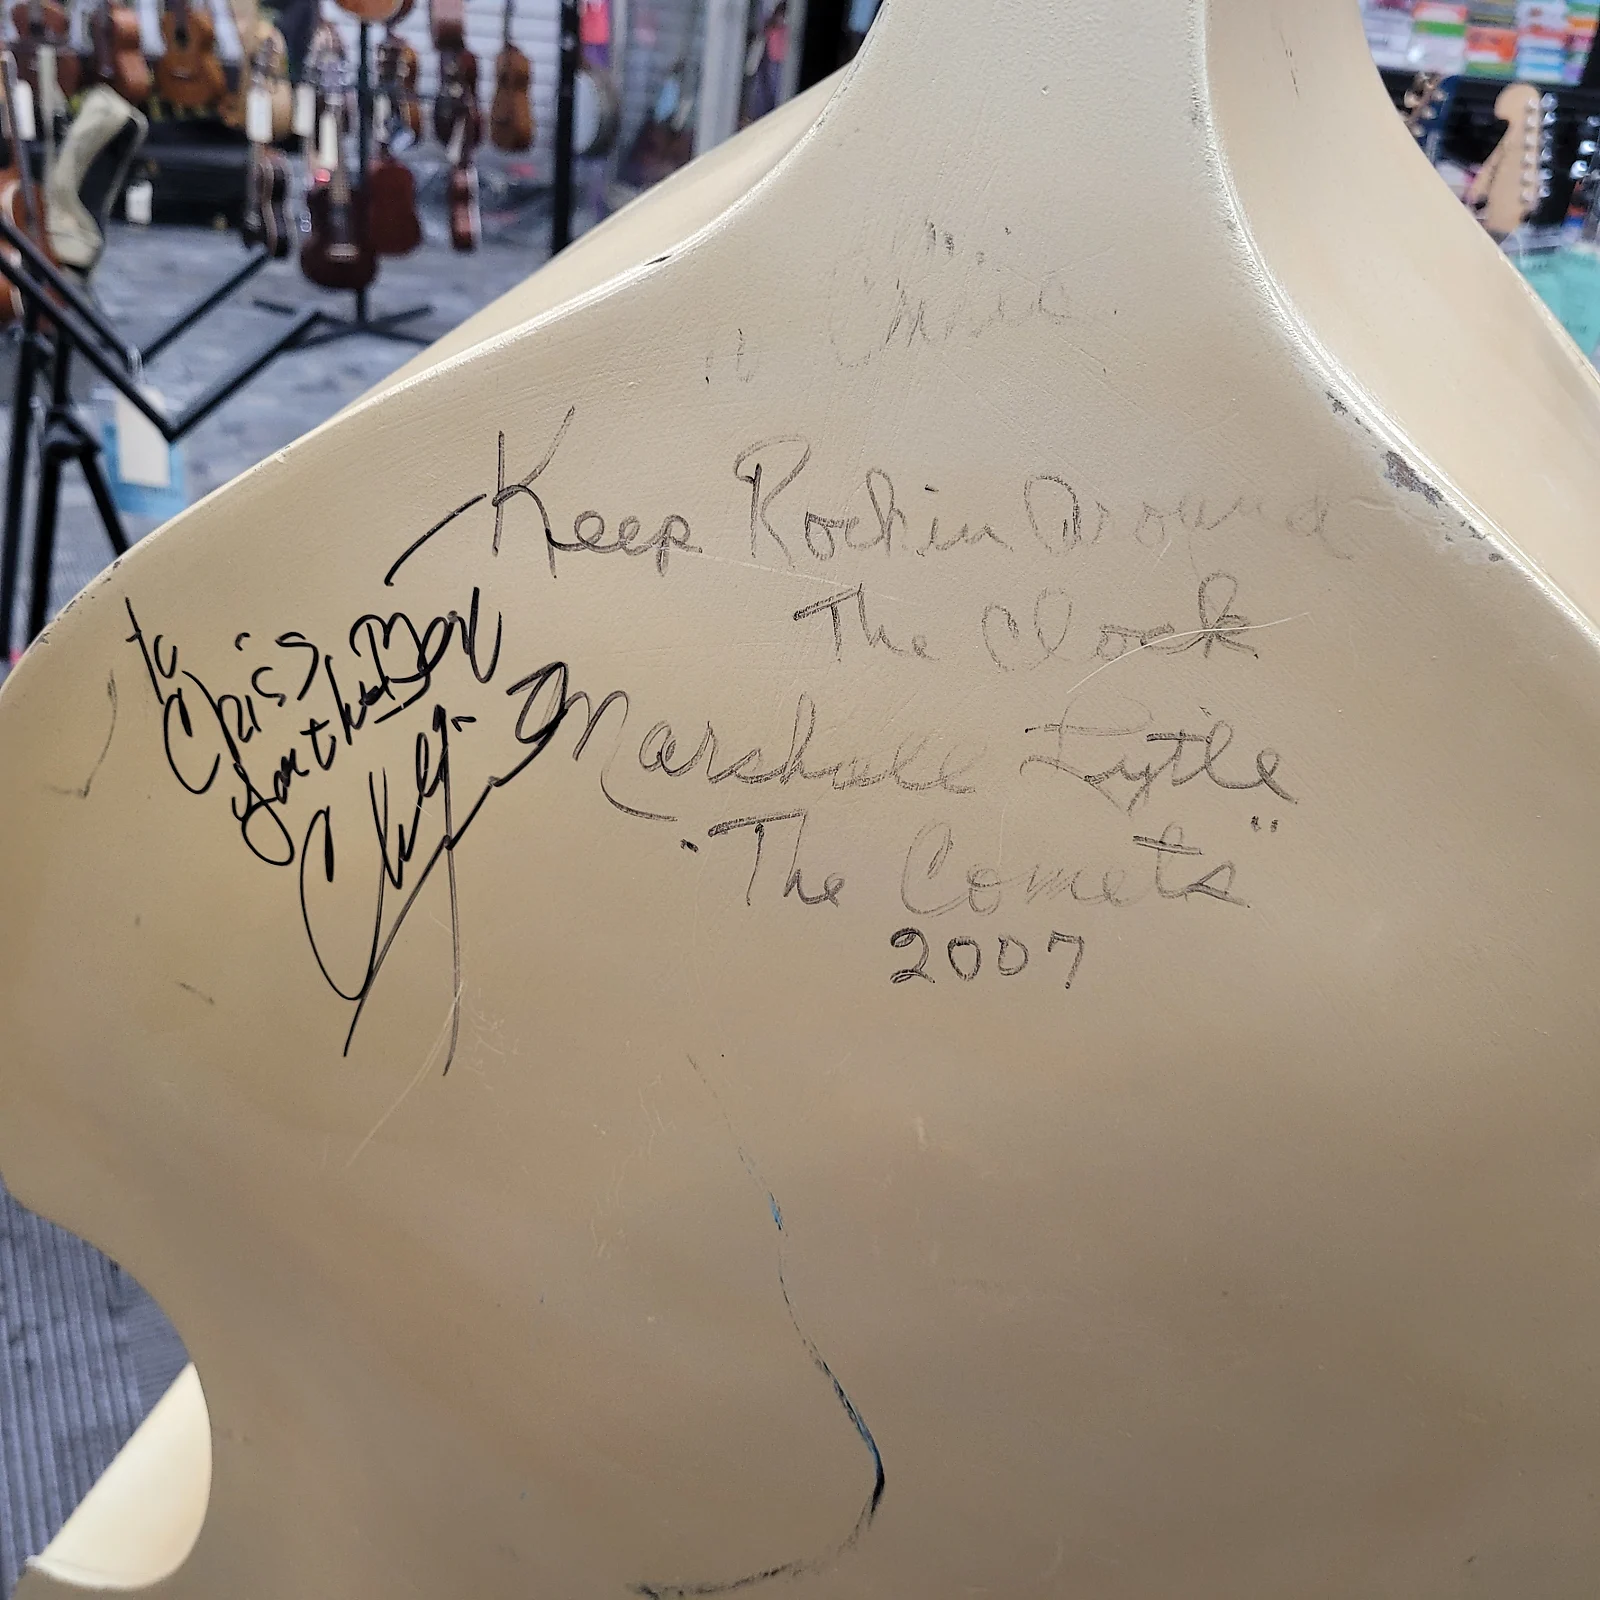 Keep Rockin Around
The Clock
Marshall Lytle
"The Comets"
2007
to
Chris